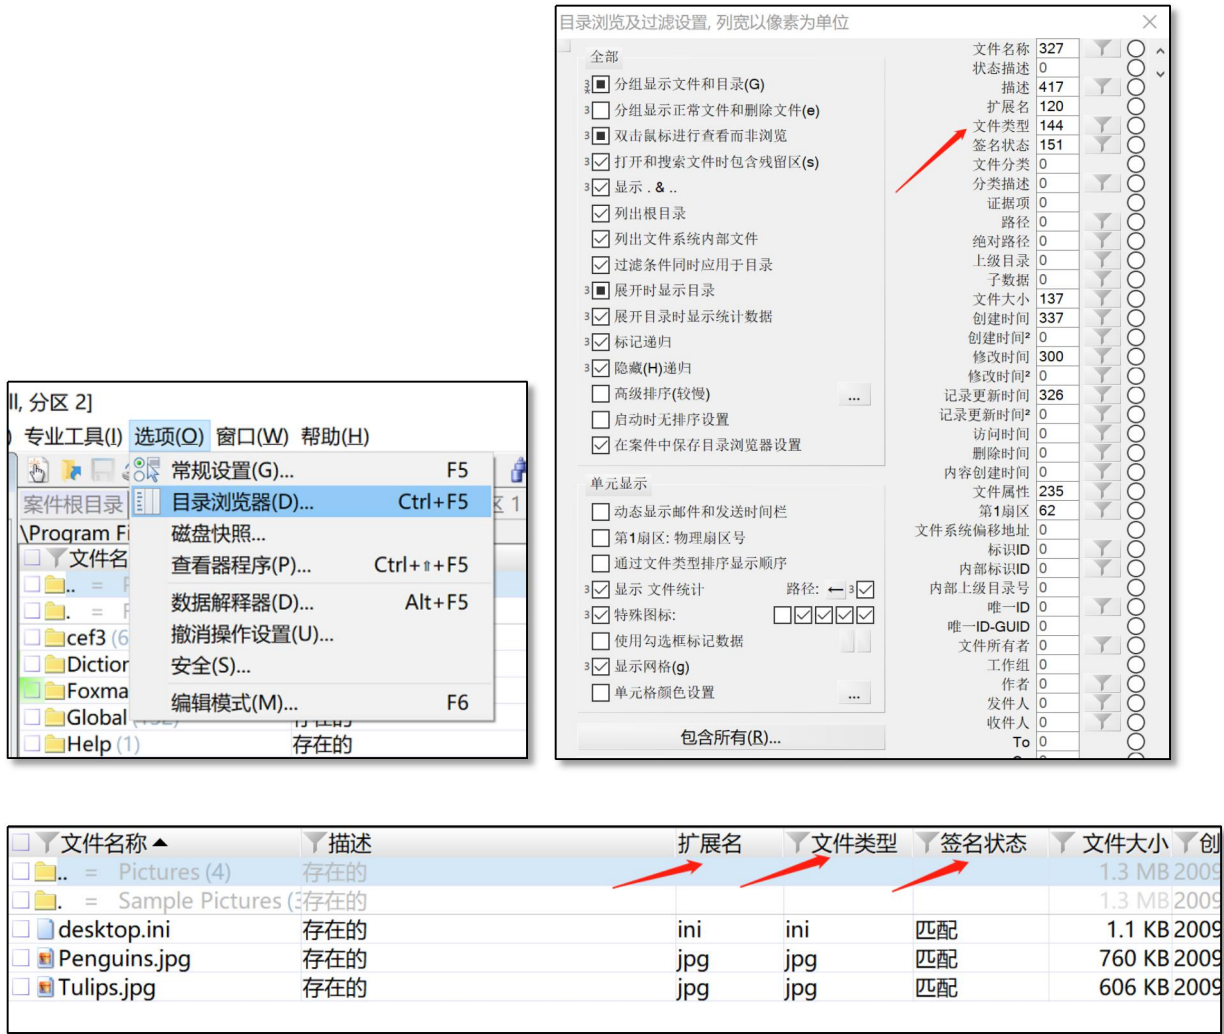 目录浏览及过滤设置, 列宽以像素为单位
全部
3 分组显示文件和目录(G)
3 分组显示正常文件和删除文件(e)
3 双击鼠标进行查看而非浏览
3 打开和搜索文件时包含残留区(s)
3 显示 . & ..
列出根目录
列出文件系统内部文件
过滤条件同时应用于目录
3 展开时显示目录
3 展开目录时显示统计数据
3 标记递归
3 隐藏(H)递归
高级排序(较慢) ...
启动时无排序设置
在案件中保存目录浏览器设置
单元显示
动态显示邮件和发送时间栏
第1扇区: 物理扇区号
通过文件类型排序显示顺序
3 显示 文件统计 路径: ← 3
3 特殊图标:
使用勾选框标记数据
3 显示网格(g)
单元格颜色设置 ...
包含所有(R)...
文件名称 327
状态描述 0
描述 417
扩展名 120
文件类型 144
签名状态 151
文件分类 0
分类描述 0
证据项 0
路径 0
绝对路径 0
上级目录 0
子数据 0
文件大小 137
创建时间 337
创建时间² 0
修改时间 300
修改时间² 0
记录更新时间 326
记录更新时间² 0
访问时间 0
删除时间 0
内容创建时间 0
文件属性 235
第1扇区 62
文件系统偏移地址 0
标识ID 0
内部标识ID 0
内部上级目录号 0
唯一ID 0
唯一ID-GUID 0
文件所有者 0
工作组 0
作者 0
发件人 0
收件人 0
To 0
ll, 分区 2]
) 专业工具(I) 选项(O) 窗口(W) 帮助(H)
常规设置(G)... F5
案件根目录 目录浏览器(D)... Ctrl+F5 区 1
\Program Fi 磁盘快照...
文件名 查看器程序(P)... Ctrl+⇧+F5
.. =
. = 数据解释器(D)... Alt+F5
cef3 (6 撤消操作设置(U)...
Diction 安全(S)...
Foxma 编辑模式(M)... F6
Global
Help (1) 存在的
文件名称 描述 扩展名 文件类型 签名状态 文件大小 创
.. = Pictures (4) 存在的 1.3 MB 2009
. = Sample Pictures (3 存在的 1.3 MB 2009
desktop.ini 存在的 ini ini 匹配 1.1 KB 2009
Penguins.jpg 存在的 jpg jpg 匹配 760 KB 2009
Tulips.jpg 存在的 jpg jpg 匹配 606 KB 2009